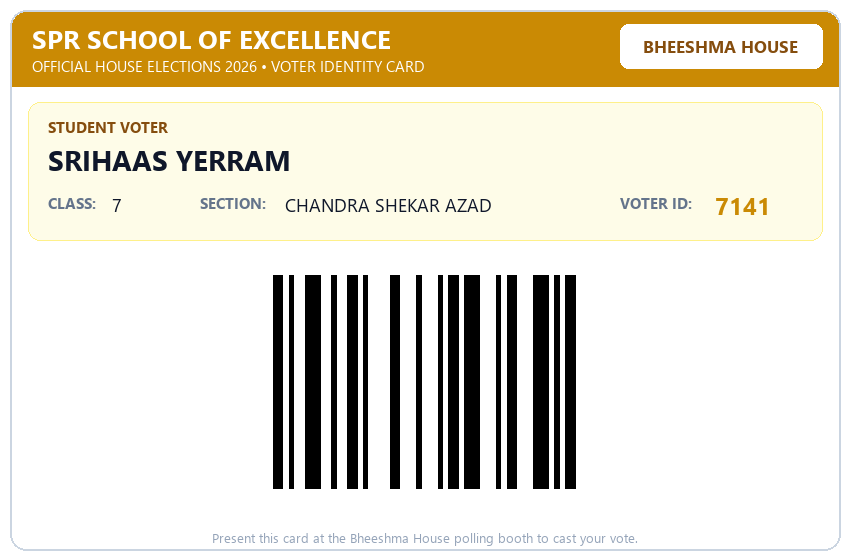 SPR SCHOOL OF EXCELLENCE
OFFICIAL HOUSE ELECTIONS 2026 • VOTER IDENTITY CARD
BHEESHMA HOUSE
STUDENT VOTER
SRIHAAS YERRAM
CLASS: 7 SECTION: CHANDRA SHEKAR AZAD VOTER ID: 7141
Present this card at the Bheeshma House polling booth to cast your vote.